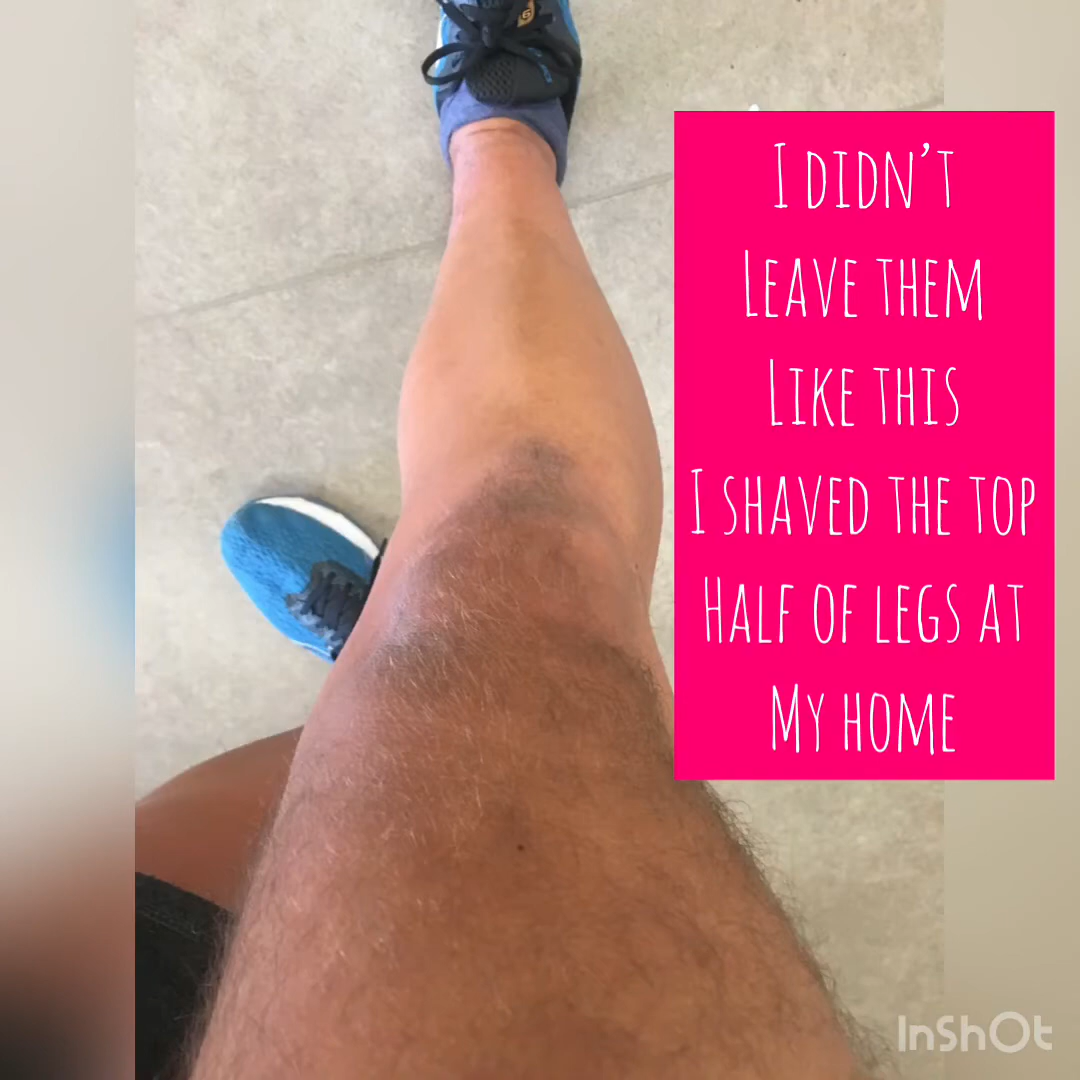 I didn't
Leave them
Like this
I shaved the top
Half of legs at
My home
InShOt